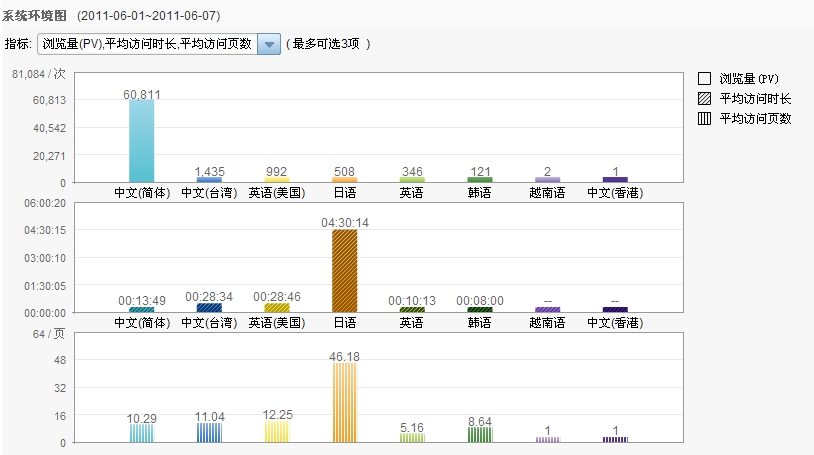 系统环境图 (2011-06-01~2011-06-07)
指标: 浏览量(PV),平均访问时长,平均访问页数 ( 最多可选3项 )
81,084 / 次
60,813
40,542
20,271
0
60,811 1,435 992 508 346 121 2 1
中文(简体) 中文(台湾) 英语(美国) 日语 英语 韩语 越南语 中文(香港)
浏览量(PV)
平均访问时长
平均访问页数
06:00:20
04:30:15
03:00:10
01:30:05
00:00:00
00:13:49 00:28:34 00:28:46 04:30:14 00:10:13 00:08:00 -- --
中文(简体) 中文(台湾) 英语(美国) 日语 英语 韩语 越南语 中文(香港)
64 / 页
48
32
16
0
10.29 11.04 12.25 46.18 5.16 8.64 1 1